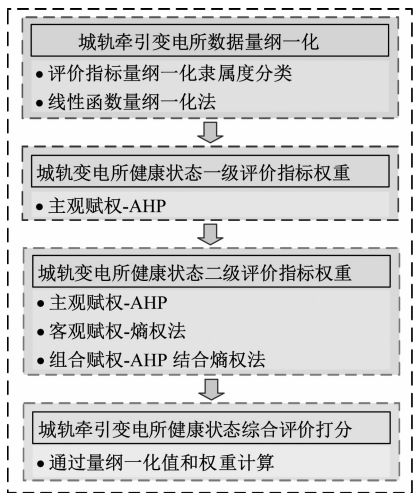 城轨牵引变电所数据量纲一化
• 评价指标量纲一化隶属度分类
• 线性函数量纲一化法
城轨变电所健康状态一级评价指标权重
• 主观赋权-AHP
城轨变电所健康状态二级评价指标权重
• 主观赋权-AHP
• 客观赋权-熵权法
• 组合赋权-AHP 结合熵权法
城轨牵引变电所健康状态综合评价打分
• 通过量纲一化值和权重计算